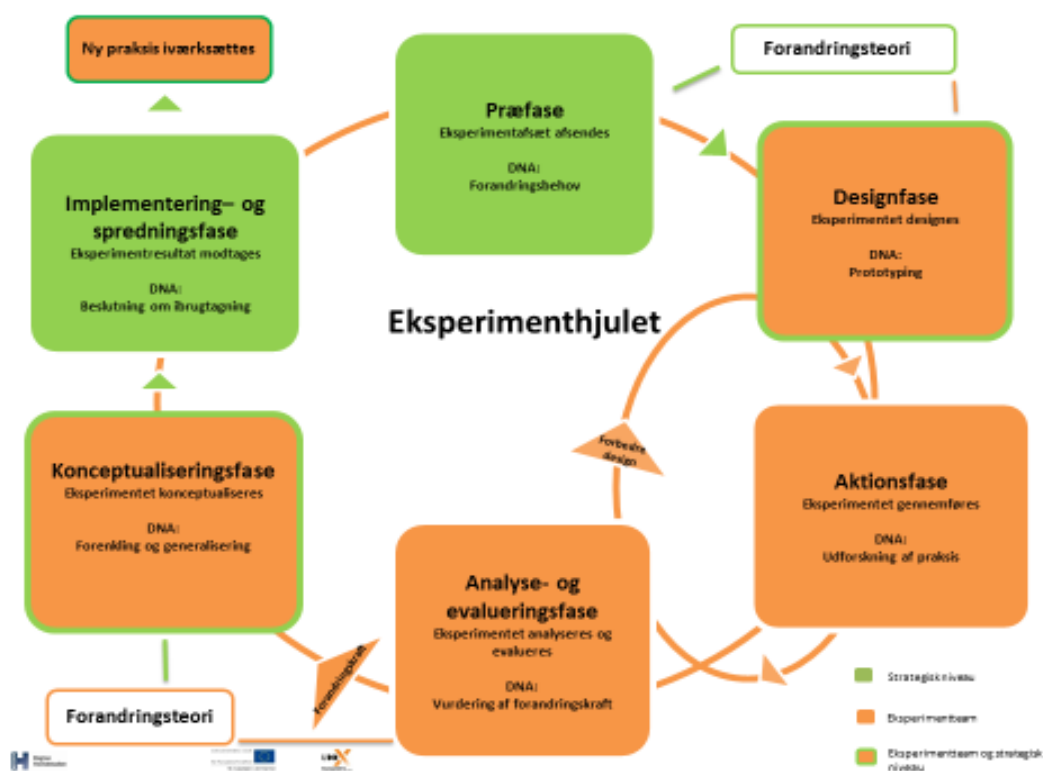 Ny praksis iværksættes
Forandringsteori
Præfase
Eksperimentafsæt afsendes
DNA:
Forandringsbehov
Designfase
Eksperimentet designes
DNA:
Prototyping
Implementering– og
spredningsfase
Eksperimentresultat modtages
DNA:
Beslutning om ibrugtagning
Eksperimenthjulet
Forbedre
design
Konceptualiseringsfase
Eksperimentet konceptualiseres
DNA:
Forenkling og generalisering
Aktionsfase
Eksperimentet gennemføres
DNA:
Udforskning af praksis
Analyse- og
evalueringsfase
Eksperimentet analyseres og
evalueres
DNA:
Vurdering af forandringskraft
Forandringskraft
Forandringsteori
Strategisk niveau
Eksperimentteam
Eksperimentteam og strategisk
niveau